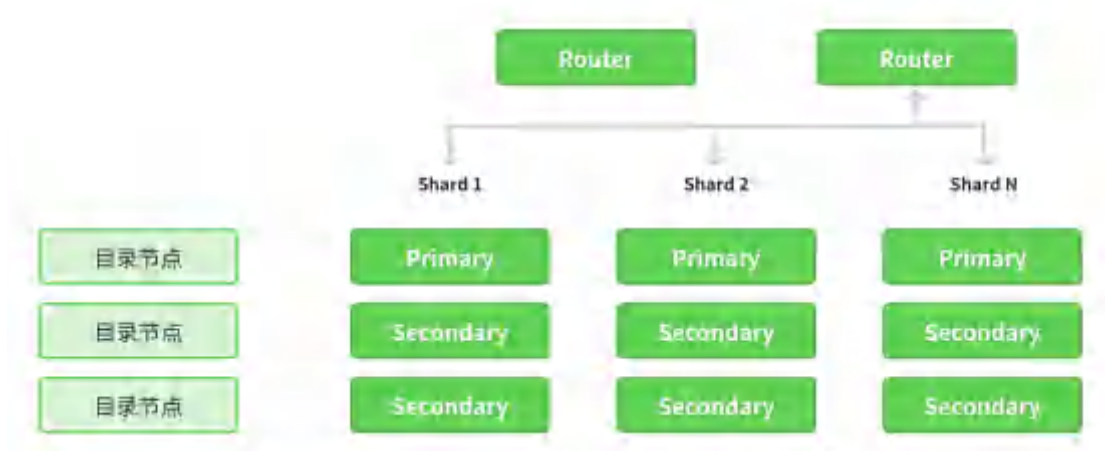 Router Router
Shard 1 Shard 2 Shard N
目录节点 Primary Primary Primary
目录节点 Secondary Secondary Secondary
目录节点 Secondary Secondary Secondary